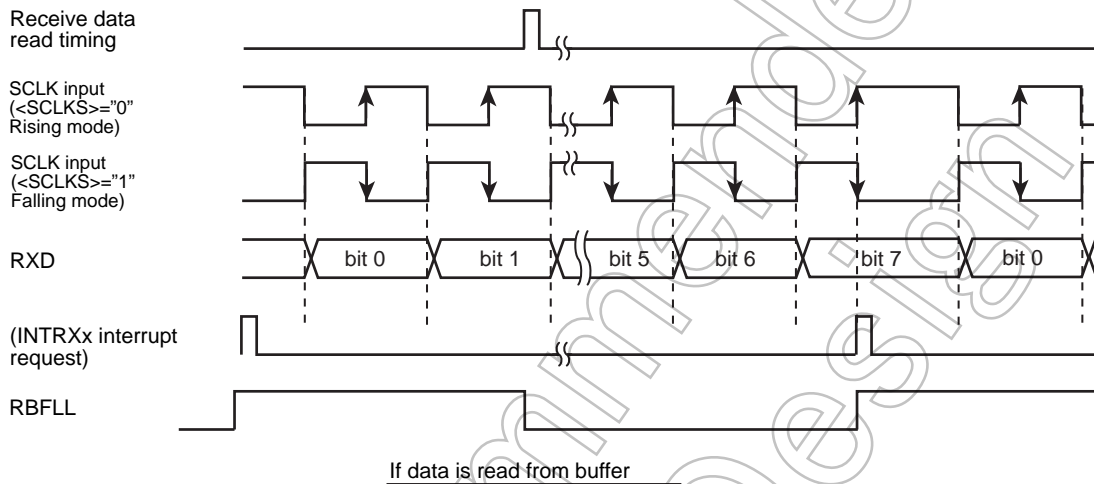 Receive data
read timing
SCLK input
(<SCLKS>="0"
Rising mode)
SCLK input
(<SCLKS>="1"
Falling mode)
RXD
bit 0
bit 1
bit 5
bit 6
bit 7
bit 0
(INTRXx interrupt
request)
RBFLL
If data is read from buffer